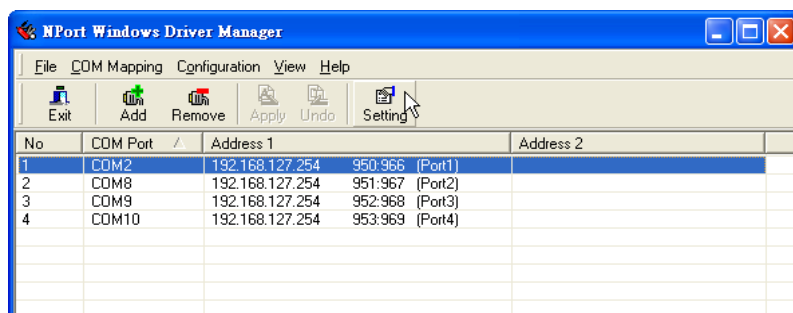 NPort Windows Driver Manager
File COM Mapping Configuration View Help
Exit Add Remove Apply Undo Setting
No COM Port Address 1 Address 2
1 COM2 192.168.127.254 950:966 (Port1)
2 COM8 192.168.127.254 951:967 (Port2)
3 COM9 192.168.127.254 952:968 (Port3)
4 COM10 192.168.127.254 953:969 (Port4)